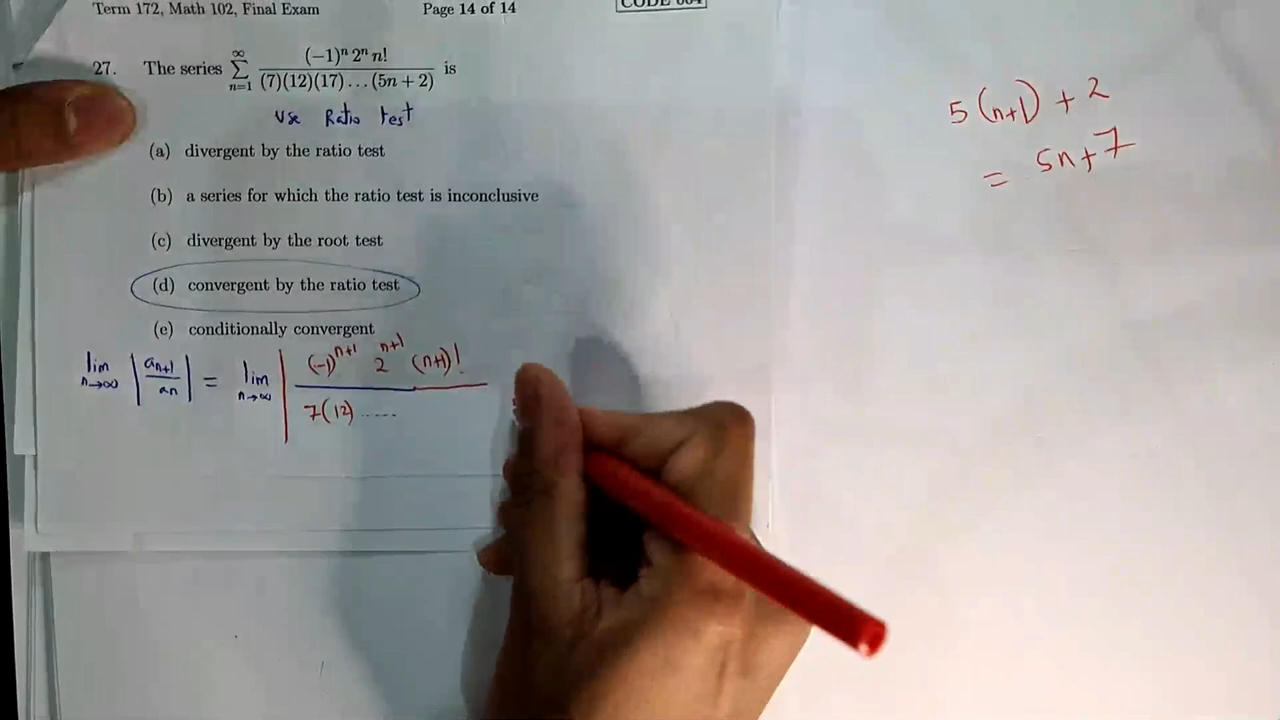 Term 172, Math 102, Final Exam Page 14 of 14 CODE 004
27. The series ∑_{n=1}^{∞} (−1)^n 2^n n! / (7)(12)(17)…(5n + 2) is
use Ratio test
(a) divergent by the ratio test
(b) a series for which the ratio test is inconclusive
(c) divergent by the root test
(d) convergent by the ratio test
(e) conditionally convergent
lim_{n→∞} |a_{n+1} / a_n| = lim_{n→∞} | (-1)^{n+1} 2^{n+1} (n+1)! / 7(12).....
5(n+1) + 2
= 5n+7